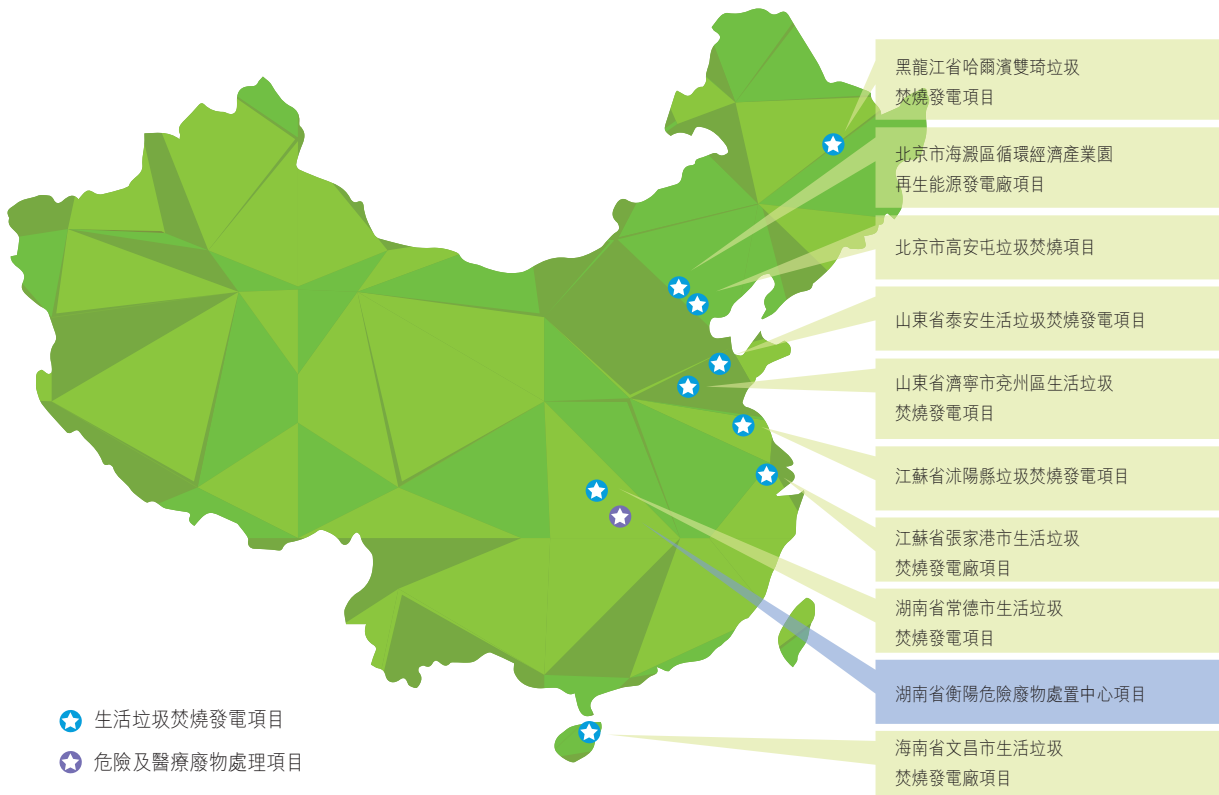 黑龍江省哈爾濱雙琦垃圾
焚燒發電項目
北京市海澱區循環經濟產業園
再生能源發電廠項目
北京市高安屯垃圾焚燒項目
山東省泰安生活垃圾焚燒發電項目
山東省濟寧市兗州區生活垃圾
焚燒發電項目
江蘇省沭陽縣垃圾焚燒發電項目
江蘇省張家港市生活垃圾
焚燒發電廠項目
湖南省常德市生活垃圾
焚燒發電項目
湖南省衡陽危險廢物處置中心項目
海南省文昌市生活垃圾
焚燒發電廠項目
生活垃圾焚燒發電項目
危險及醫療廢物處理項目